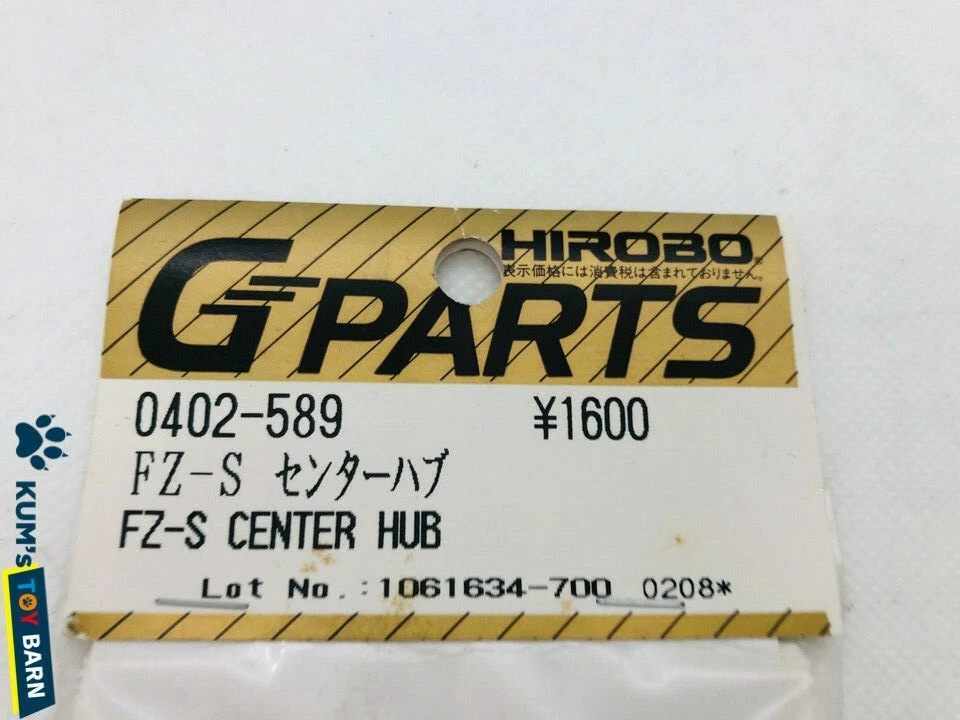 HIROBO
表示価格には消費税は含まれておりません。
G PARTS
0402-589 ¥1600
FZ-S センターハブ
FZ-S CENTER HUB
Lot No.:1061634-700 0208*
KUM's TOY BARN